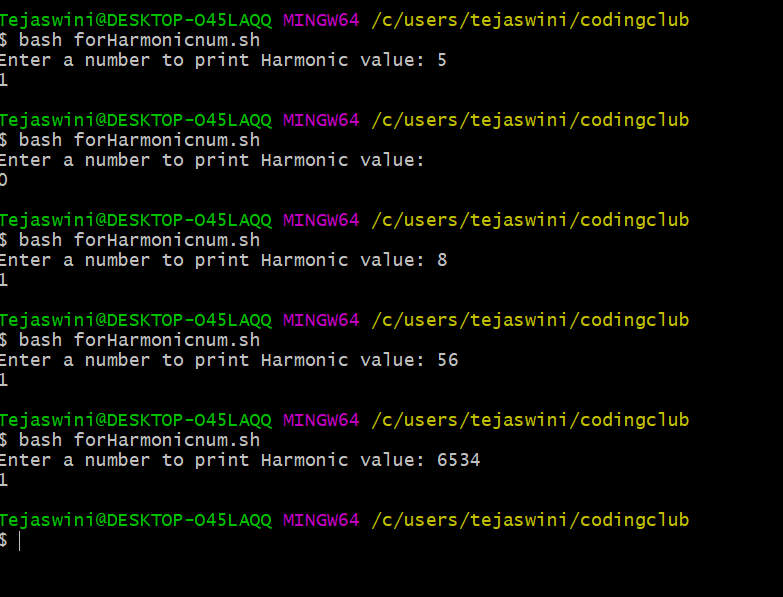 Tejaswini@DESKTOP-O45LAQQ MINGW64 /c/users/tejaswini/codingclub
$ bash forHarmonicnum.sh
Enter a number to print Harmonic value: 5
1
Tejaswini@DESKTOP-O45LAQQ MINGW64 /c/users/tejaswini/codingclub
$ bash forHarmonicnum.sh
Enter a number to print Harmonic value:
0
Tejaswini@DESKTOP-O45LAQQ MINGW64 /c/users/tejaswini/codingclub
$ bash forHarmonicnum.sh
Enter a number to print Harmonic value: 8
1
Tejaswini@DESKTOP-O45LAQQ MINGW64 /c/users/tejaswini/codingclub
$ bash forHarmonicnum.sh
Enter a number to print Harmonic value: 56
1
Tejaswini@DESKTOP-O45LAQQ MINGW64 /c/users/tejaswini/codingclub
$ bash forHarmonicnum.sh
Enter a number to print Harmonic value: 6534
1
Tejaswini@DESKTOP-O45LAQQ MINGW64 /c/users/tejaswini/codingclub
$